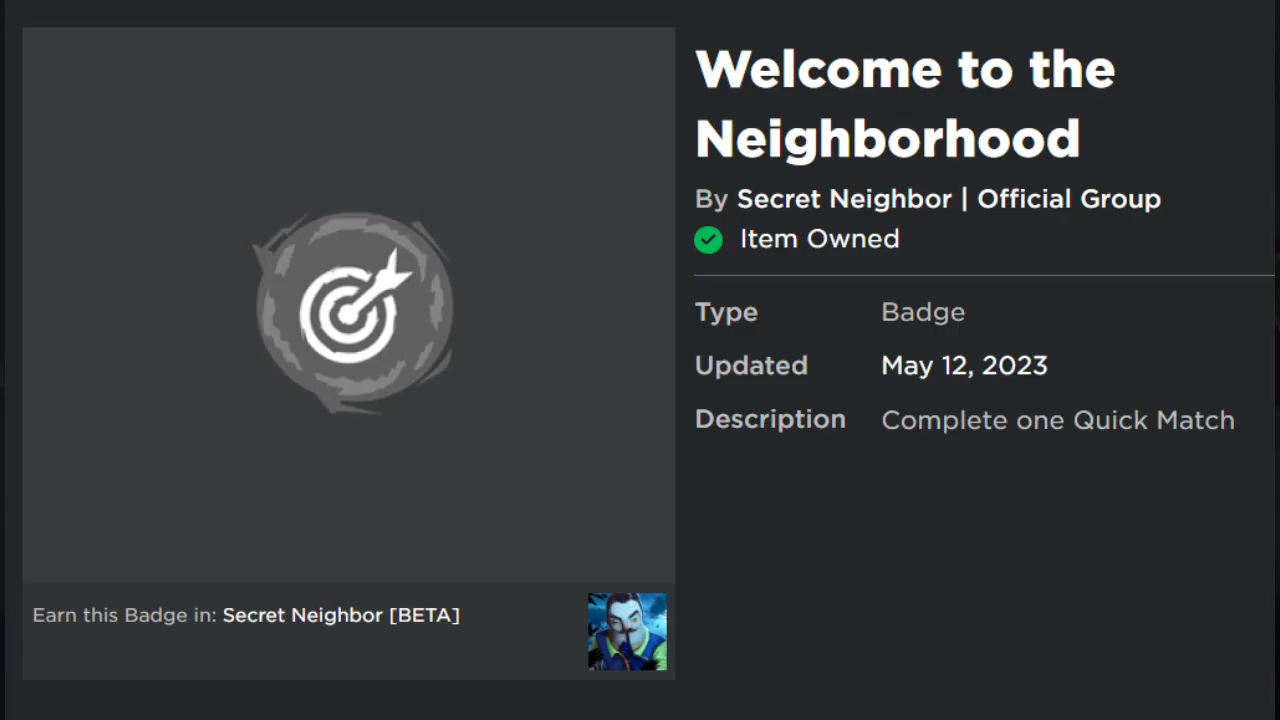 Welcome to the
Neighborhood
By Secret Neighbor | Official Group
Item Owned
Type Badge
Updated May 12, 2023
Description Complete one Quick Match
Earn this Badge in: Secret Neighbor [BETA]